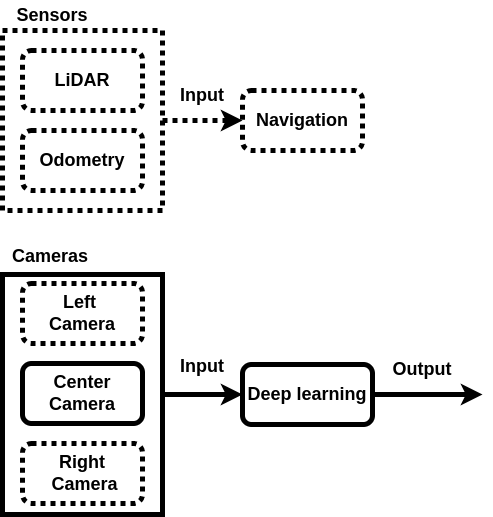 Sensors
LiDAR
Odometry
Input
Navigation
Cameras
Left
Camera
Center
Camera
Right
Camera
Input
Deep learning
Output